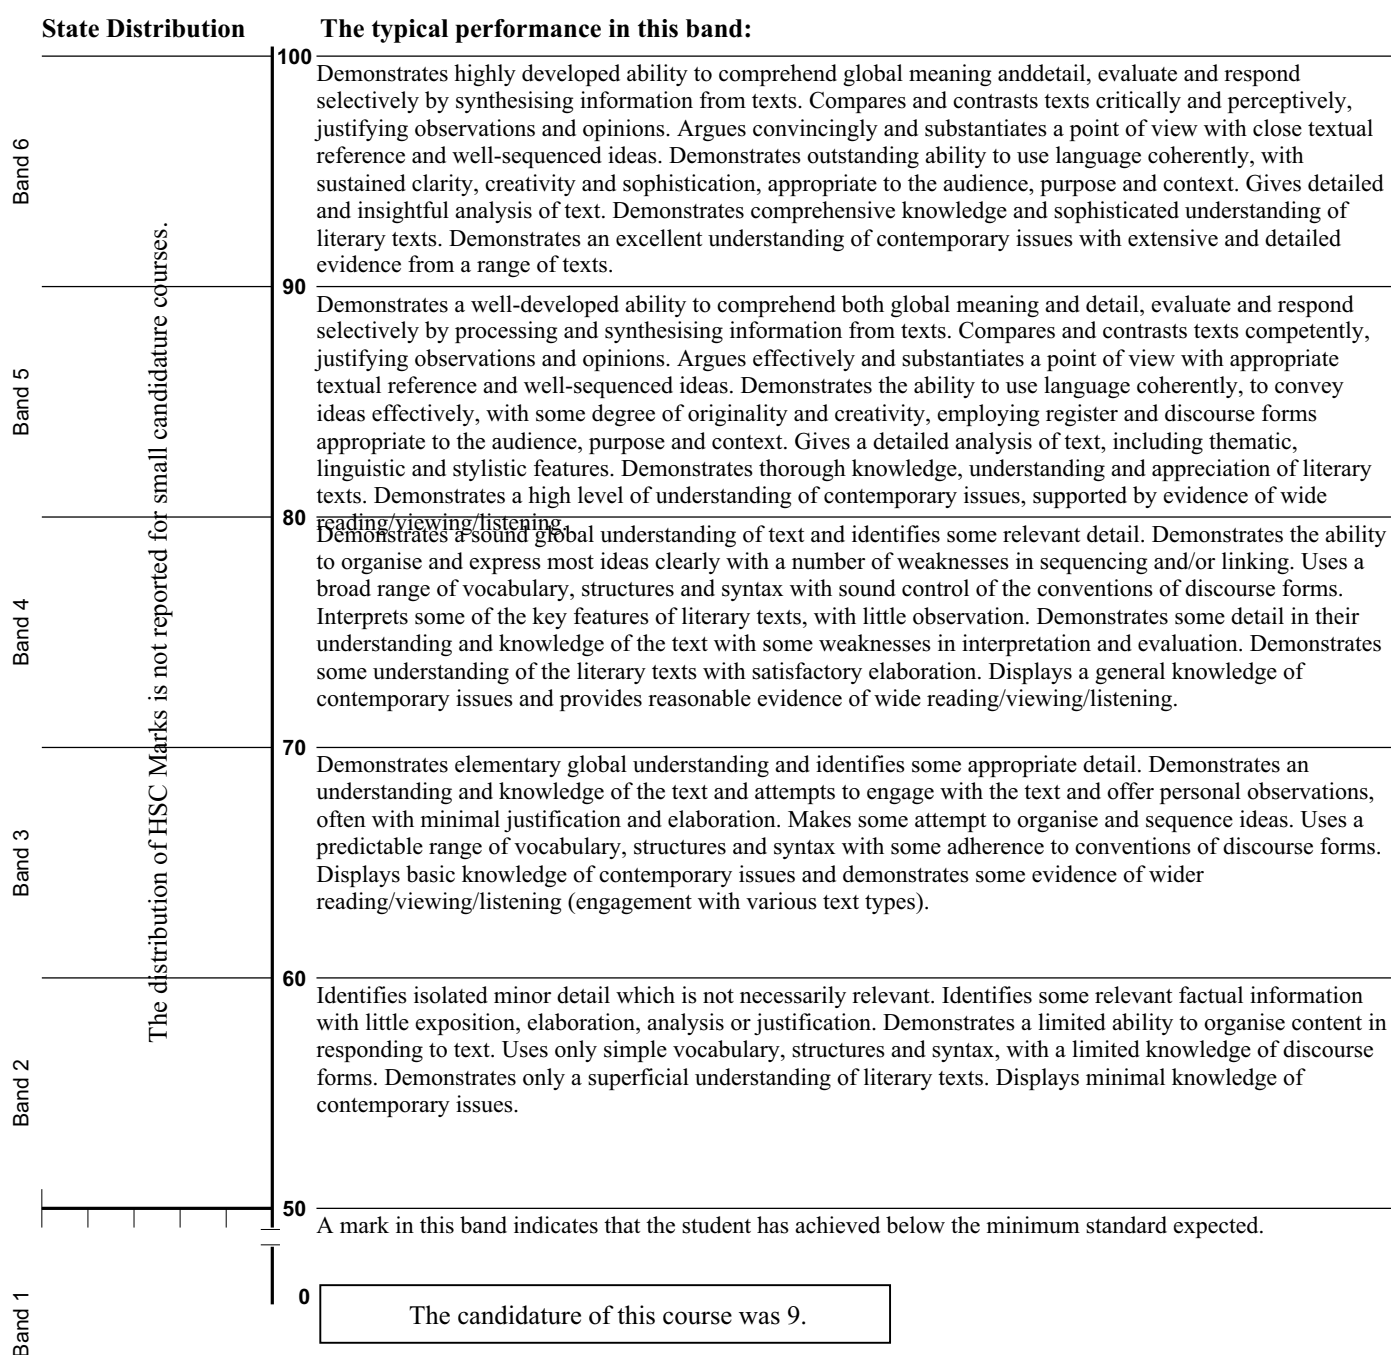 State Distribution
The typical performance in this band:
100
Demonstrates highly developed ability to comprehend global meaning anddetail, evaluate and respond
selectively by synthesising information from texts. Compares and contrasts texts critically and perceptively,
justifying observations and opinions. Argues convincingly and substantiates a point of view with close textual
reference and well-sequenced ideas. Demonstrates outstanding ability to use language coherently, with
sustained clarity, creativity and sophistication, appropriate to the audience, purpose and context. Gives detailed
and insightful analysis of text. Demonstrates comprehensive knowledge and sophisticated understanding of
literary texts. Demonstrates an excellent understanding of contemporary issues with extensive and detailed
evidence from a range of texts.
Band 6
90
Demonstrates a well-developed ability to comprehend both global meaning and detail, evaluate and respond
selectively by processing and synthesising information from texts. Compares and contrasts texts competently,
justifying observations and opinions. Argues effectively and substantiates a point of view with appropriate
textual reference and well-sequenced ideas. Demonstrates the ability to use language coherently, to convey
ideas effectively, with some degree of originality and creativity, employing register and discourse forms
appropriate to the audience, purpose and context. Gives a detailed analysis of text, including thematic,
linguistic and stylistic features. Demonstrates thorough knowledge, understanding and appreciation of literary
texts. Demonstrates a high level of understanding of contemporary issues, supported by evidence of wide
reading/viewing/listening.
Band 5
80
Demonstrates a sound global understanding of text and identifies some relevant detail. Demonstrates the ability
to organise and express most ideas clearly with a number of weaknesses in sequencing and/or linking. Uses a
broad range of vocabulary, structures and syntax with sound control of the conventions of discourse forms.
Interprets some of the key features of literary texts, with little observation. Demonstrates some detail in their
understanding and knowledge of the text with some weaknesses in interpretation and evaluation. Demonstrates
some understanding of the literary texts with satisfactory elaboration. Displays a general knowledge of
contemporary issues and provides reasonable evidence of wide reading/viewing/listening.
Band 4
The distribution of HSC Marks is not reported for small candidature courses.
70
Demonstrates elementary global understanding and identifies some appropriate detail. Demonstrates an
understanding and knowledge of the text and attempts to engage with the text and offer personal observations,
often with minimal justification and elaboration. Makes some attempt to organise and sequence ideas. Uses a
predictable range of vocabulary, structures and syntax with some adherence to conventions of discourse forms.
Displays basic knowledge of contemporary issues and demonstrates some evidence of wider
reading/viewing/listening (engagement with various text types).
Band 3
60
Identifies isolated minor detail which is not necessarily relevant. Identifies some relevant factual information
with little exposition, elaboration, analysis or justification. Demonstrates a limited ability to organise content in
responding to text. Uses only simple vocabulary, structures and syntax, with a limited knowledge of discourse
forms. Demonstrates only a superficial understanding of literary texts. Displays minimal knowledge of
contemporary issues.
Band 2
50
A mark in this band indicates that the student has achieved below the minimum standard expected.
0
Band 1
The candidature of this course was 9.